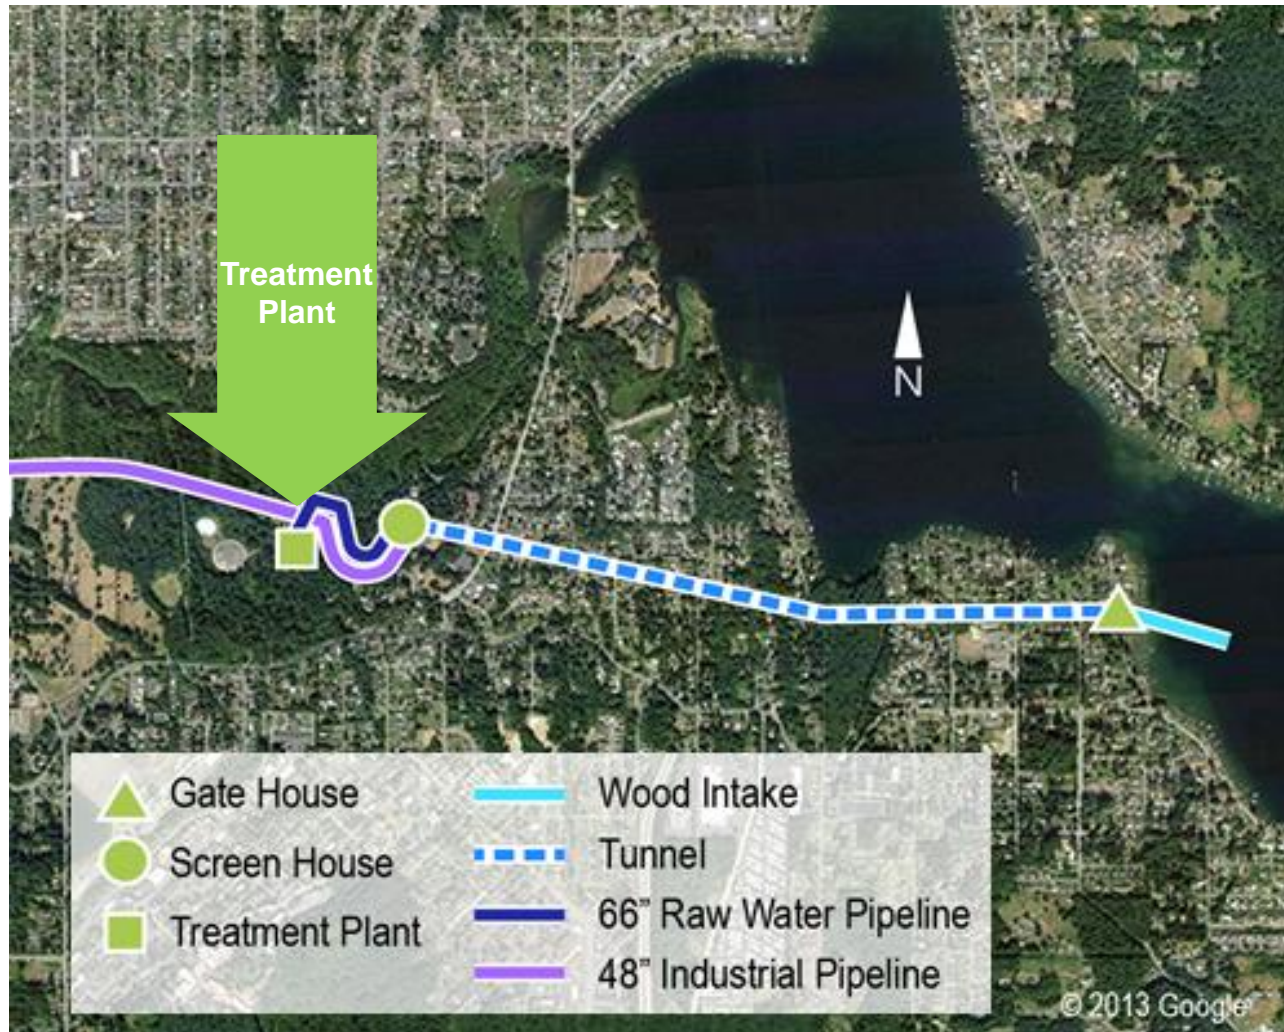 Treatment
Plant
N
Gate House
Screen House
Treatment Plant
Wood Intake
Tunnel
66” Raw Water Pipeline
48” Industrial Pipeline
© 2013 Google